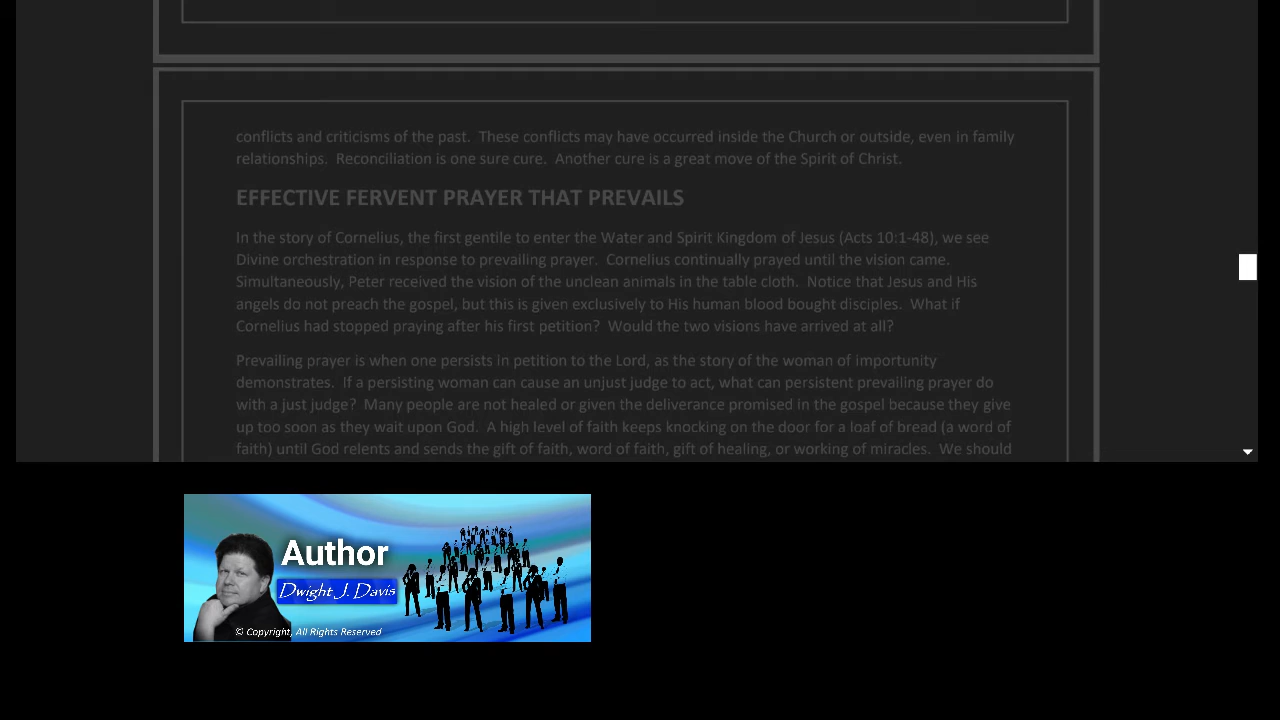 conflicts and criticisms of the past.  These conflicts may have occurred inside the Church or outside, even in family
relationships.  Reconciliation is one sure cure.  Another cure is a great move of the Spirit of Christ.
EFFECTIVE FERVENT PRAYER THAT PREVAILS
In the story of Cornelius, the first gentile to enter the Water and Spirit Kingdom of Jesus (Acts 10:1-48), we see
Divine orchestration in response to prevailing prayer.  Cornelius continually prayed until the vision came.
Simultaneously, Peter received the vision of the unclean animals in the table cloth.  Notice that Jesus and His
angels do not preach the gospel, but this is given exclusively to His human blood bought disciples.  What if
Cornelius had stopped praying after his first petition?  Would the two visions have arrived at all?
Prevailing prayer is when one persists in petition to the Lord, as the story of the woman of importunity
demonstrates.  If a persisting woman can cause an unjust judge to act, what can persistent prevailing prayer do
with a just judge?  Many people are not healed or given the deliverance promised in the gospel because they give
up too soon as they wait upon God.  A high level of faith keeps knocking on the door for a loaf of bread (a word of
faith) until God relents and sends the gift of faith, word of faith, gift of healing, or working of miracles.  We should
Author
Dwight J. Davis
© Copyright, All Rights Reserved